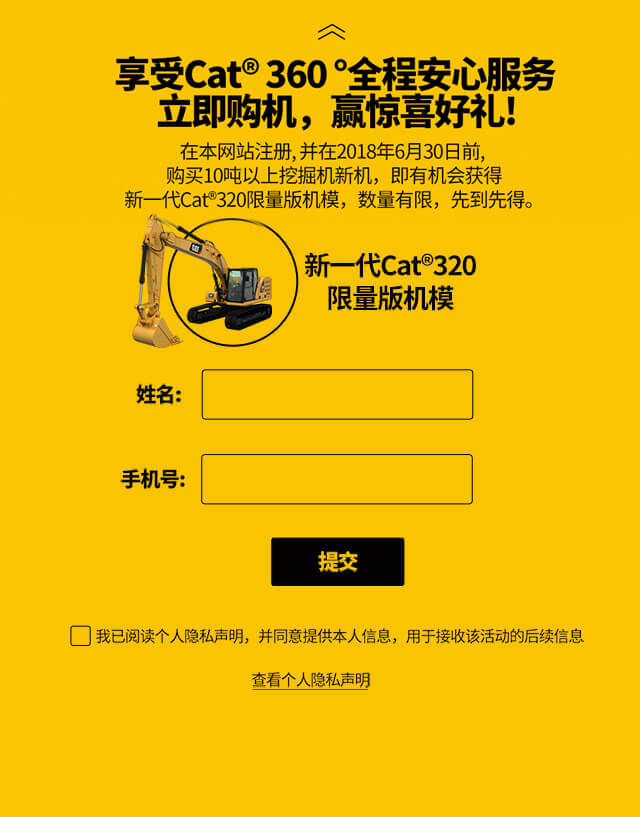 享受Cat® 360 °全程安心服务
立即购机，赢惊喜好礼!
在本网站注册, 并在2018年6月30日前,
购买10吨以上挖掘机新机，即有机会获得
新一代Cat®320限量版机模，数量有限，先到先得。
CAT
新一代Cat®320
限量版机模
姓名:
手机号:
提交
我已阅读个人隐私声明，并同意提供本人信息，用于接收该活动的后续信息
查看个人隐私声明